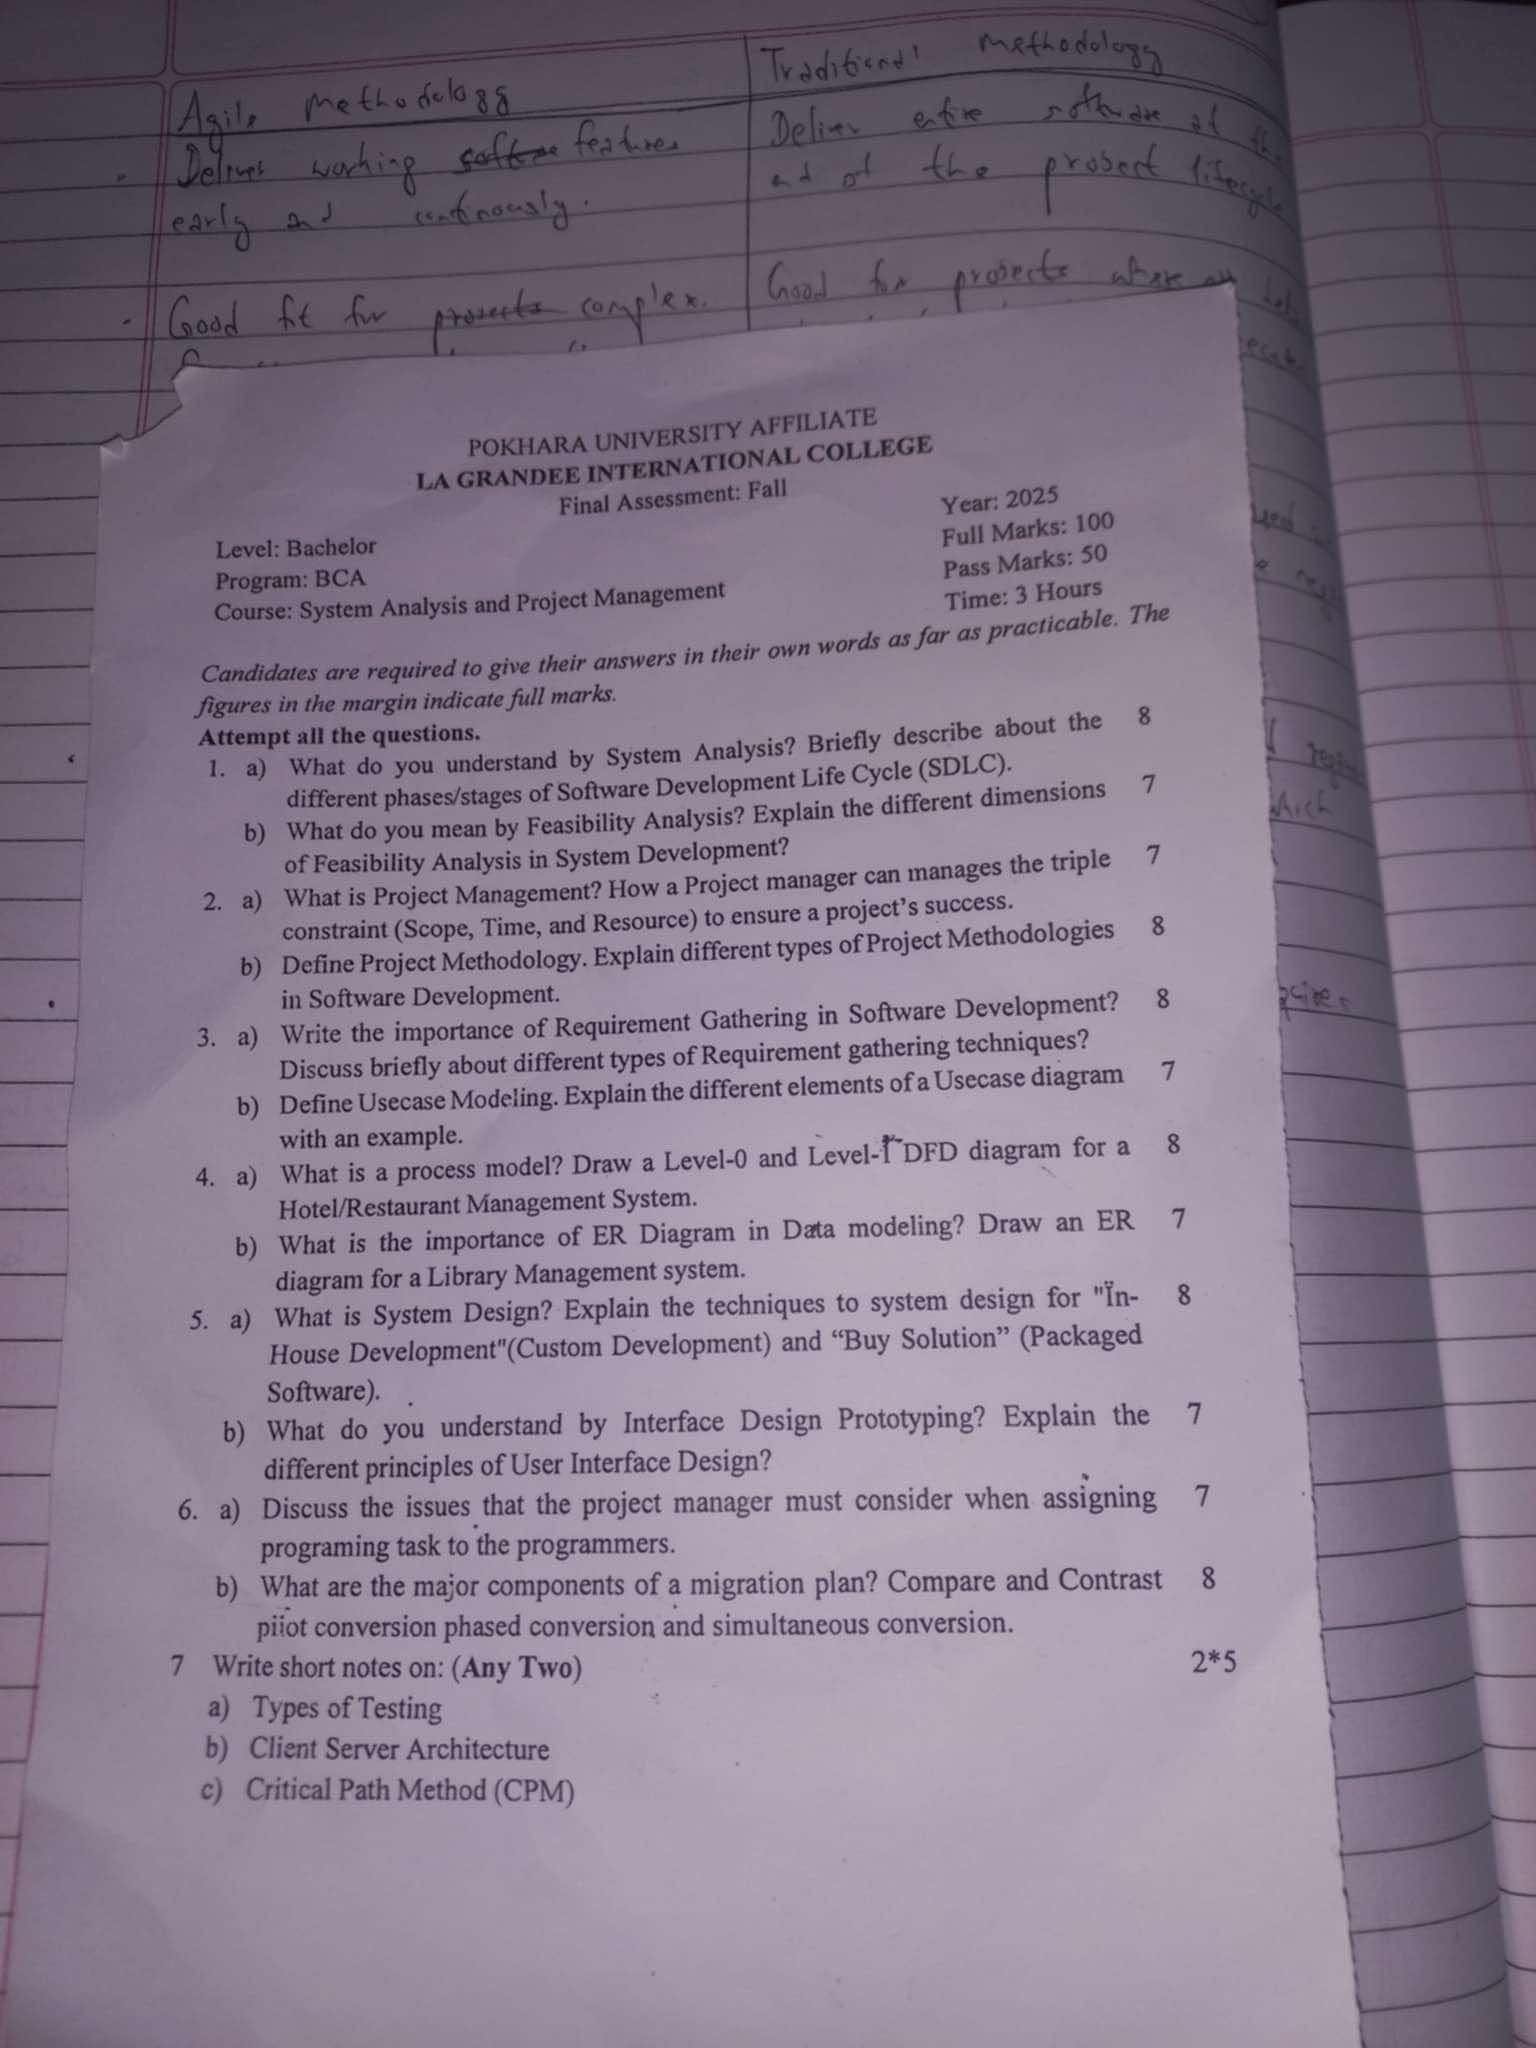 Agile Methodology
Traditional Methodology
Deliver working features
early and continously.
Deliver entire software at the
end of the probect lifecycle
Good fit for complex.
Good for probects where
POKHARA UNIVERSITY AFFILIATE
LA GRANDEE INTERNATIONAL COLLEGE
Final Assessment: Fall
Level: Bachelor
Program: BCA
Course: System Analysis and Project Management
Year: 2025
Full Marks: 100
Pass Marks: 50
Time: 3 Hours
Candidates are required to give their answers in their own words as far as practicable. The
figures in the margin indicate full marks.
Attempt all the questions.
1. a) What do you understand by System Analysis? Briefly describe about the 8
different phases/stages of Software Development Life Cycle (SDLC).
b) What do you mean by Feasibility Analysis? Explain the different dimensions 7
of Feasibility Analysis in System Development?
2. a) What is Project Management? How a Project manager can manages the triple 7
constraint (Scope, Time, and Resource) to ensure a project's success.
b) Define Project Methodology. Explain different types of Project Methodologies 8
in Software Development.
3. a) Write the importance of Requirement Gathering in Software Development? 8
Discuss briefly about different types of Requirement gathering techniques?
b) Define Usecase Modeling. Explain the different elements of a Usecase diagram 7
with an example.
4. a) What is a process model? Draw a Level-0 and Level-1 DFD diagram for a 8
Hotel/Restaurant Management System.
b) What is the importance of ER Diagram in Data modeling? Draw an ER 7
diagram for a Library Management system.
5. a) What is System Design? Explain the techniques to system design for "In- 8
House Development"(Custom Development) and “Buy Solution” (Packaged
Software).
b) What do you understand by Interface Design Prototyping? Explain the 7
different principles of User Interface Design?
6. a) Discuss the issues that the project manager must consider when assigning 7
programing task to the programmers.
b) What are the major components of a migration plan? Compare and Contrast 8
pilot conversion phased conversion and simultaneous conversion.
7 Write short notes on: (Any Two) 2*5
a) Types of Testing
b) Client Server Architecture
c) Critical Path Method (CPM)